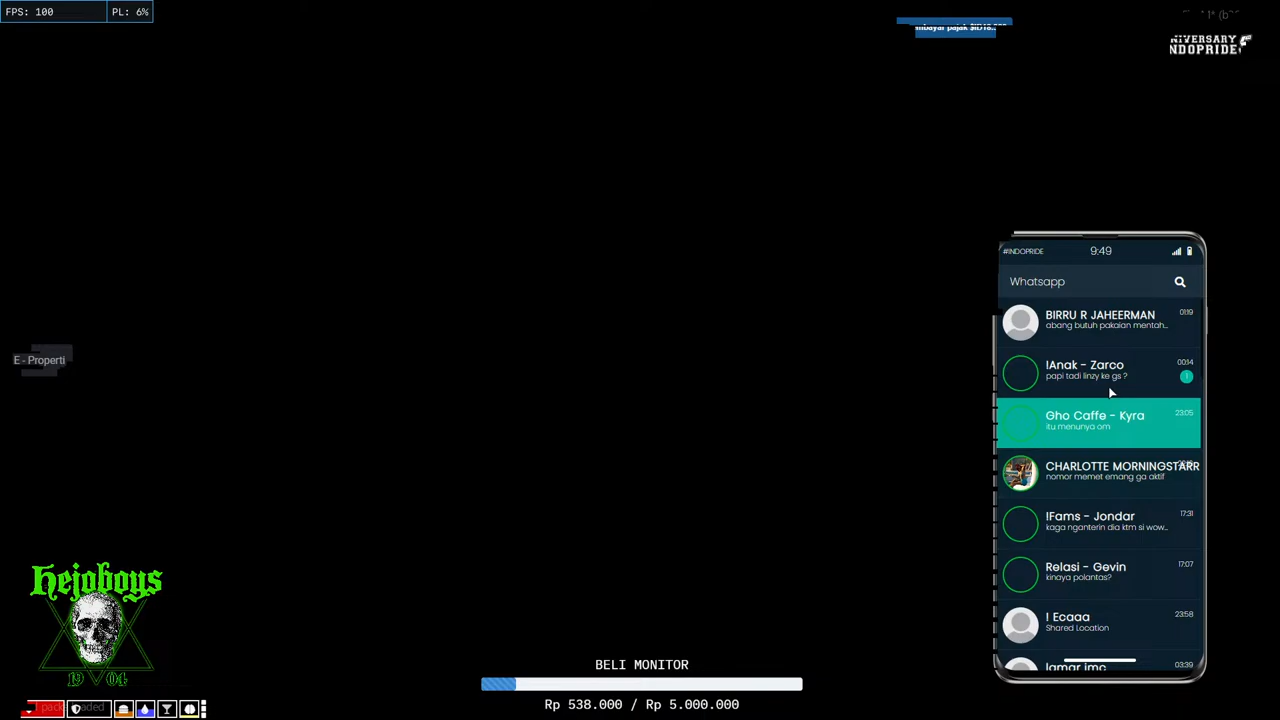 FPS: 100
PL: 6%
NIVERSARY
NDOPRIDE
#INDOPRIDE
9:49
Whatsapp
BIRRU R JAHEERMAN
01:19
abang butuh pakaian mentah...
!Anak - Zarco
00:14
papi tadi linzy ke gs ?
Gho Caffe - Kyra
23:05
itu menunya om
CHARLOTTE MORNINGSTARR
nomor memet emang ga aktif
!Fams - Jondar
17:31
kaga nganterin dia ktm si wow...
Relasi - Gevin
17:07
kinaya polantas?
! Ecaaa
23:58
Shared Location
lamar imc
03:39
E - Properti
Hejoboys
19 04
BELI MONITOR
Rp 538.000 / Rp 5.000.000